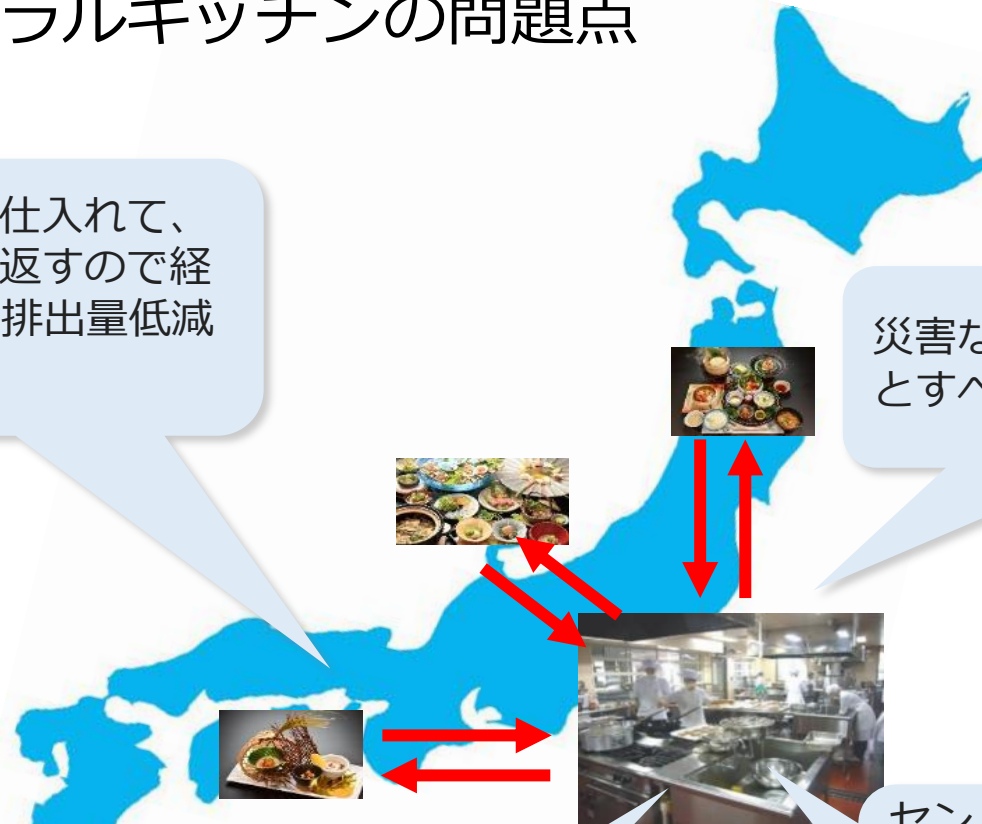 ラルキッチンの問題点
仕入れて、
返すので経
排出量低減
災害な
とすべ
セン